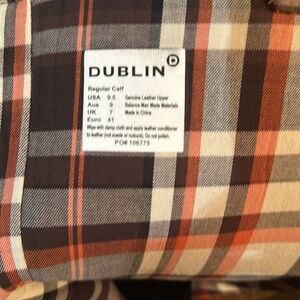 DUBLIN D
Regular Calf
USA 9.5 Genuine Leather Upper
Aus 9 Balance Man Made Materials
UK 7 Made in China
Euro 41
Wipe with damp cloth and apply leather conditioner
to leather (not suede or nubuck). Do not polish.
PO# 106775